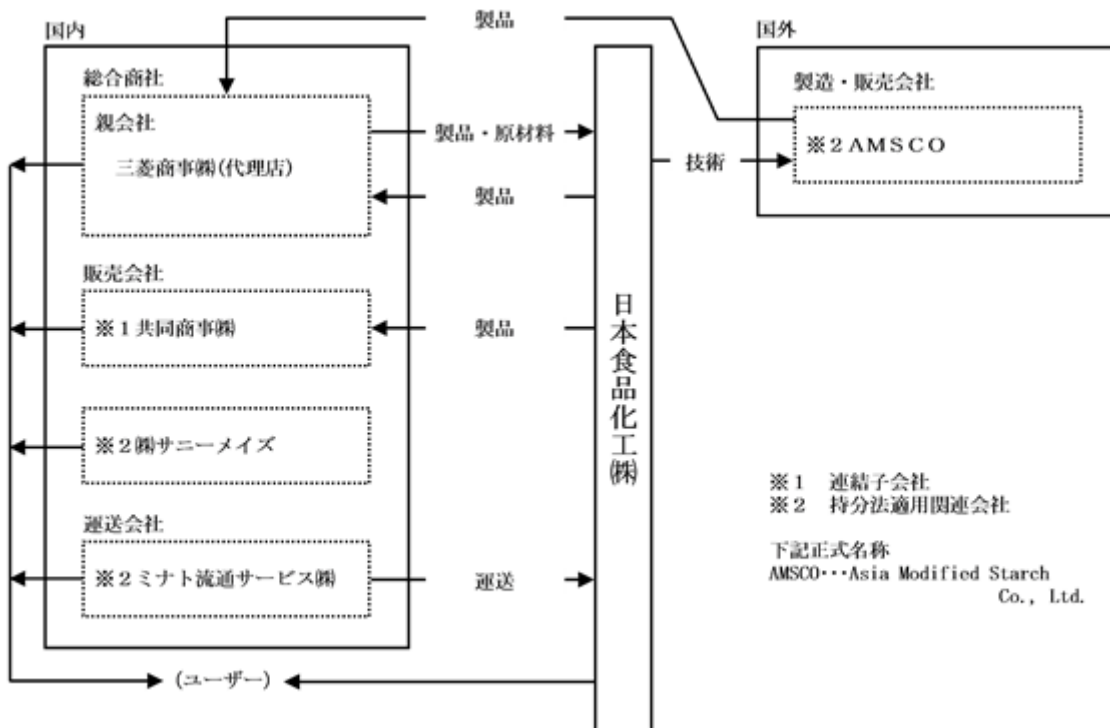 製品
国内
国外
総合商社
製造・販売会社
親会社
三菱商事㈱(代理店)
製品・原材料
※2AMSCO
技術
製品
販売会社
※1共同商事㈱
製品
日本食品化工㈱
※2㈱サニーメイズ
※1 連結子会社
※2 持分法適用関連会社
運送会社
※2ミナト流通サービス㈱
運送
下記正式名称
AMSCO･･･Asia Modified Starch
Co., Ltd.
(ユーザー)